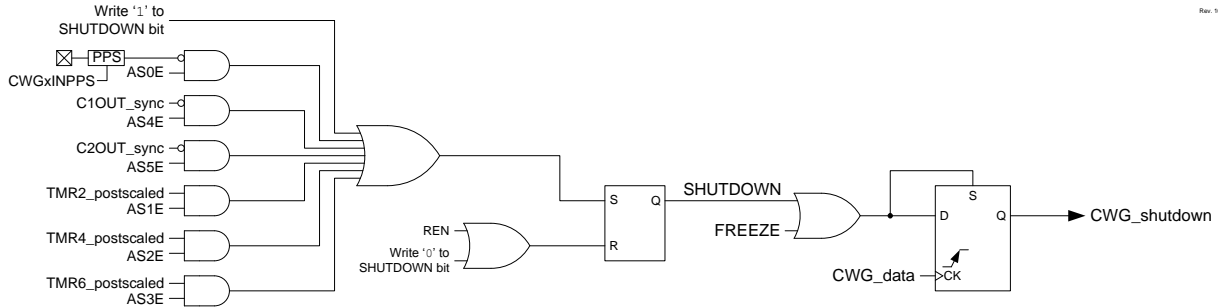 Write '1' to
SHUTDOWN bit
Rev. 1
PPS
CWGxINPPS
AS0E
C1OUT_sync
AS4E
C2OUT_sync
AS5E
TMR2_postscaled
AS1E
TMR4_postscaled
AS2E
TMR6_postscaled
AS3E
REN
Write '0' to
SHUTDOWN bit
S
Q
R
SHUTDOWN
FREEZE
S
D
Q
CWG_data
CK
CWG_shutdown